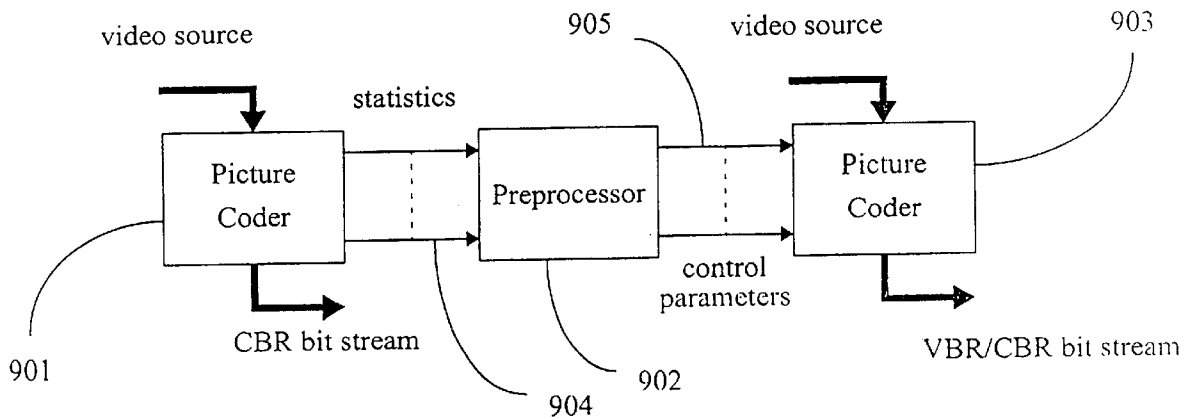 video source
905
video source
903
statistics
Picture
Coder
Preprocessor
Picture
Coder
control
parameters
CBR bit stream
VBR/CBR bit stream
901
904
902